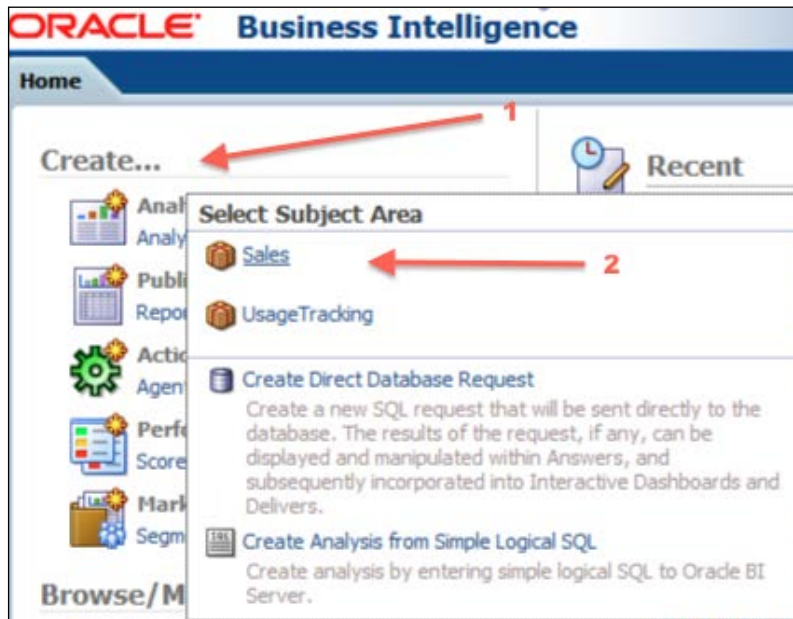 ORACLE Business Intelligence
Home
1
Create...
Recent
Select Subject Area
Sales
2
UsageTracking
Create Direct Database Request
Create a new SQL request that will be sent directly to the
database. The results of the request, if any, can be
displayed and manipulated within Answers, and
subsequently incorporated into Interactive Dashboards and
Delivers.
SQL
Create Analysis from Simple Logical SQL
Create analysis by entering simple logical SQL to Oracle BI
Server.
Browse/M